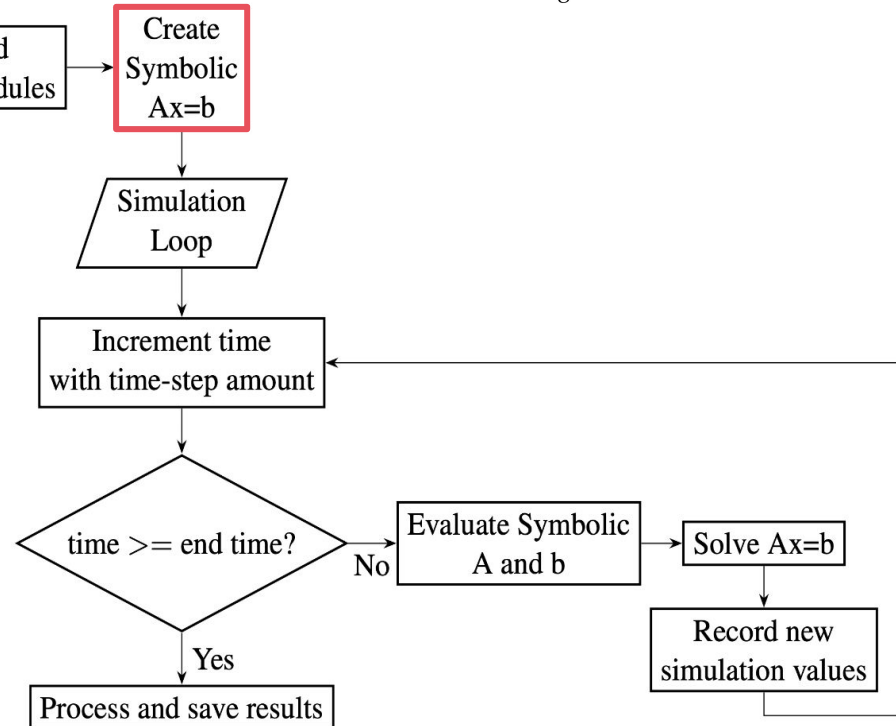 Create
Symbolic
Ax=b
Simulation
Loop
Increment time
with time-step amount
time >= end time?
No
Evaluate Symbolic
A and b
Solve Ax=b
Record new
simulation values
Yes
Process and save results